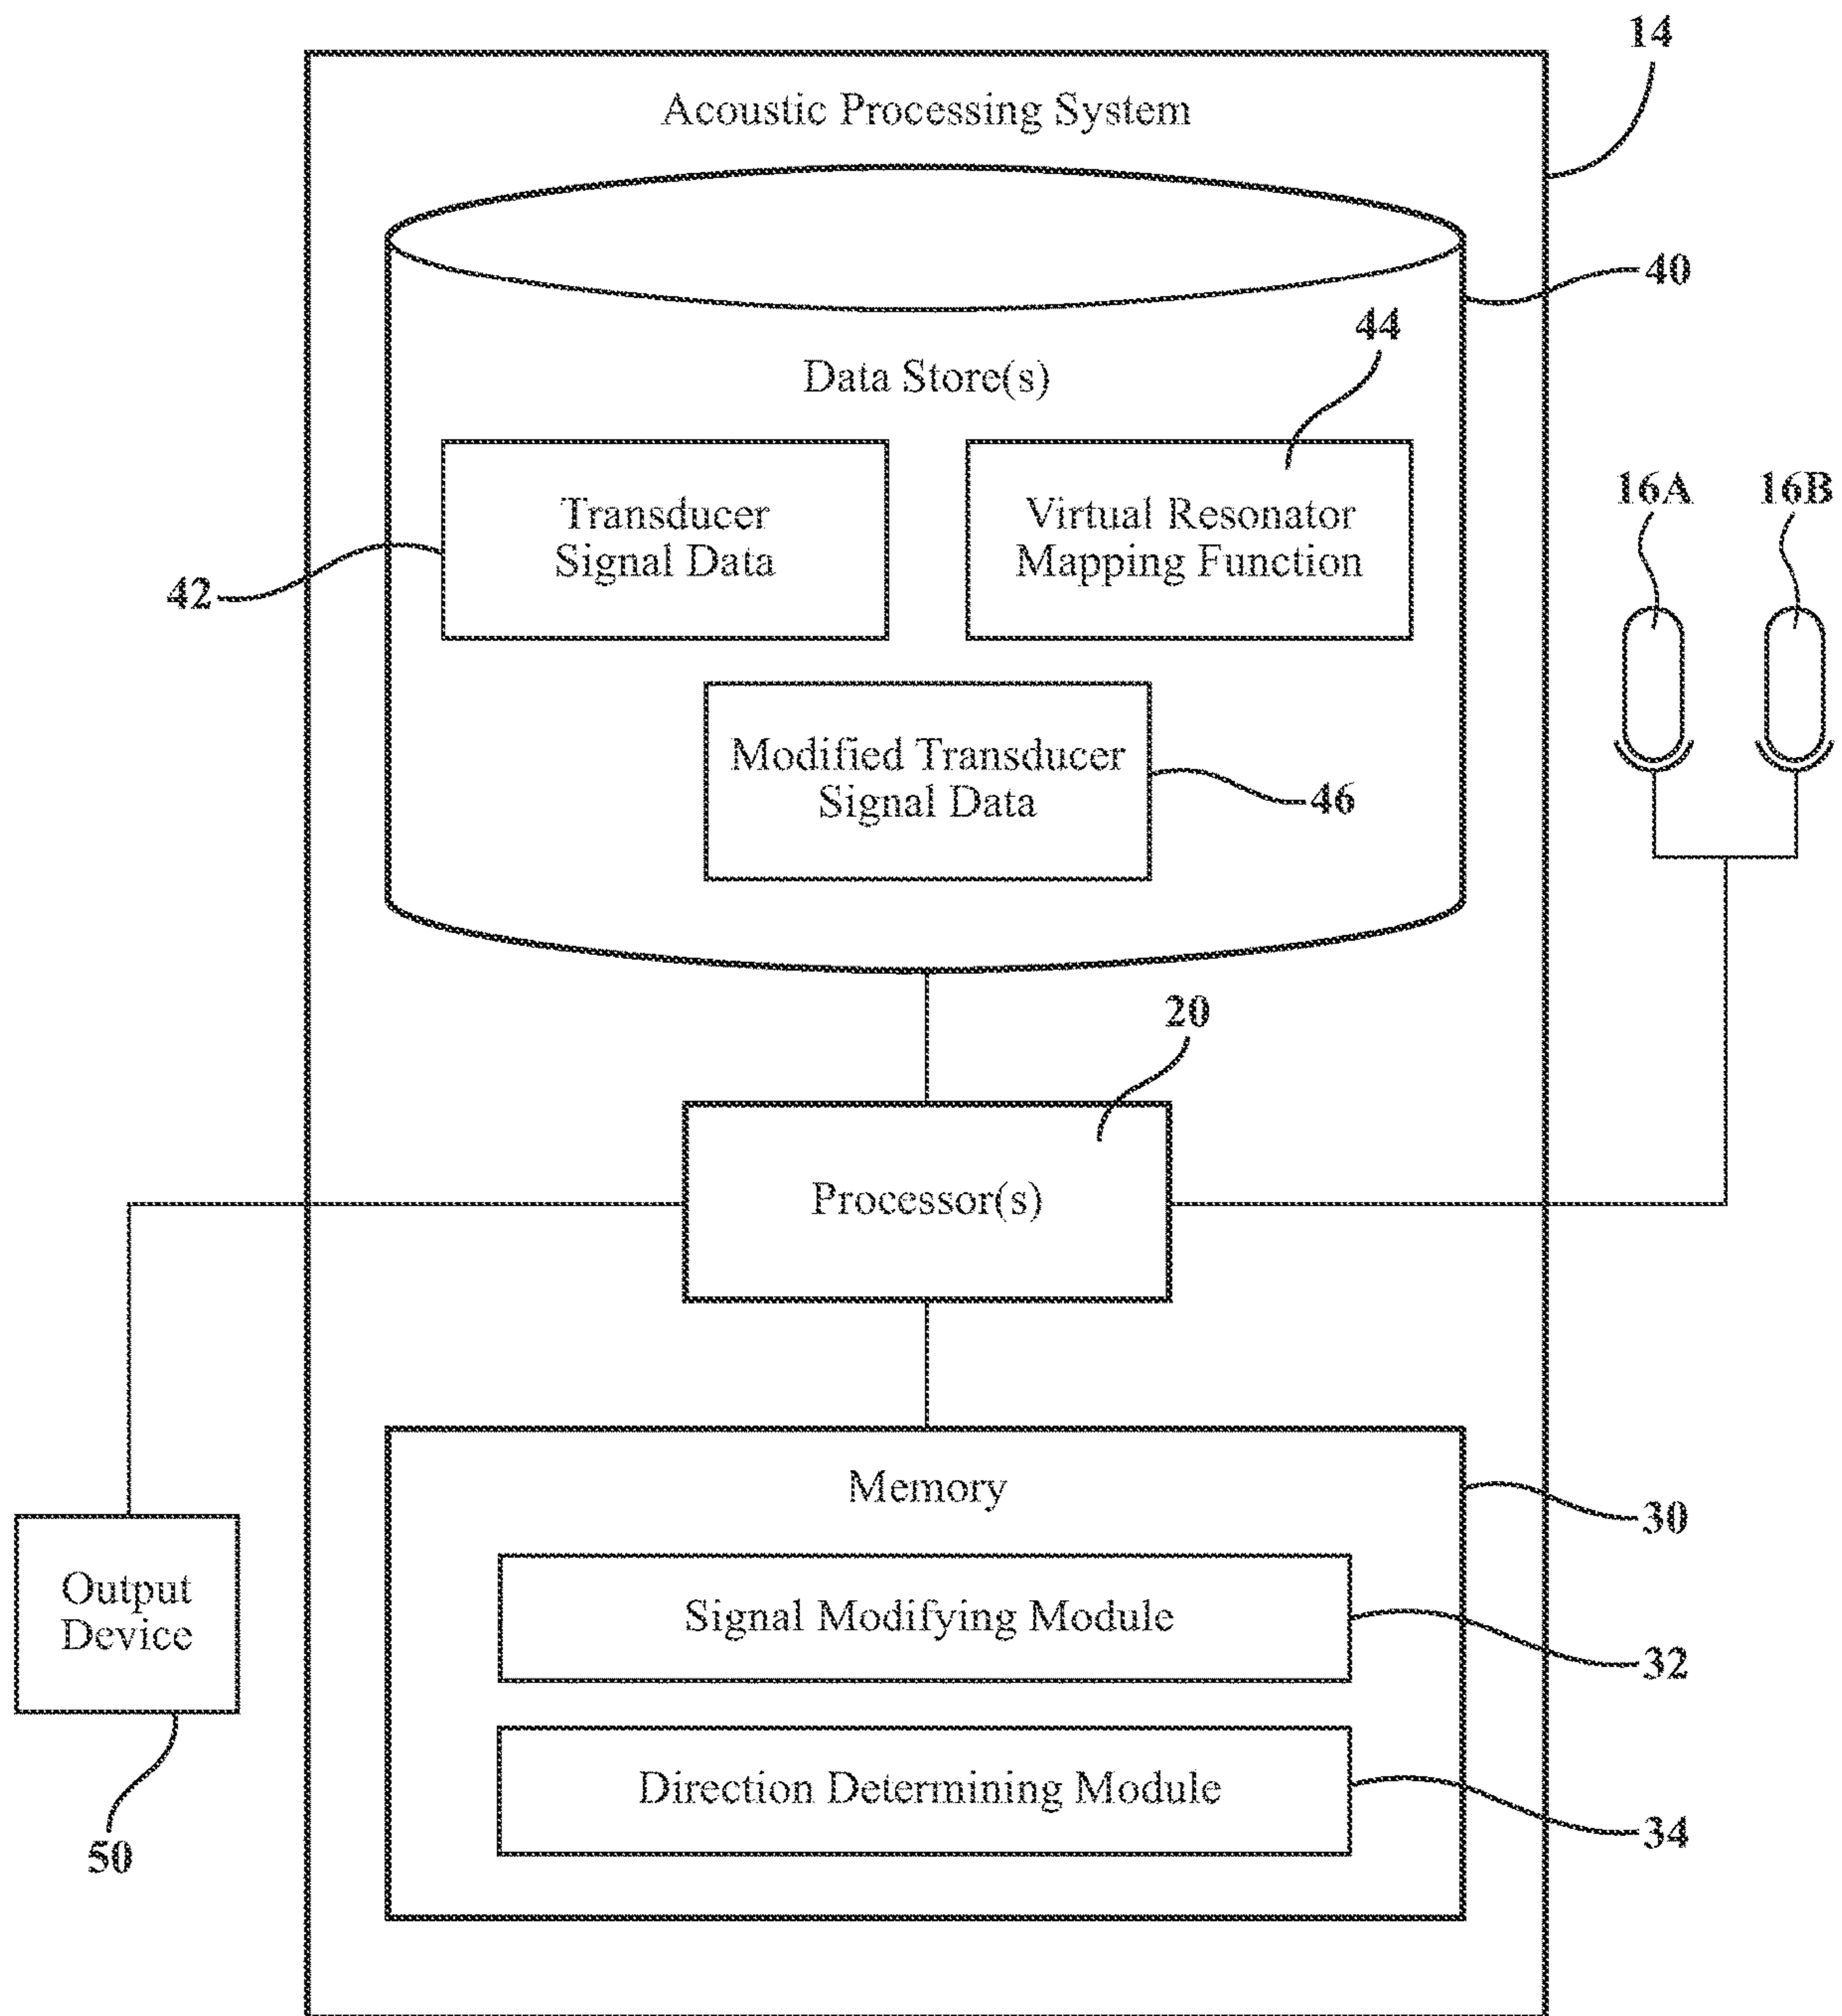 14
Acoustic Processing System
40
44
Data Store(s)
16A 16B
Transducer
Signal Data
Virtual Resonator
Mapping Function
42
Modified Transducer
Signal Data
46
20
Processor(s)
Memory
30
Output
Device
Signal Modifying Module
32
Direction Determining Module
34
50